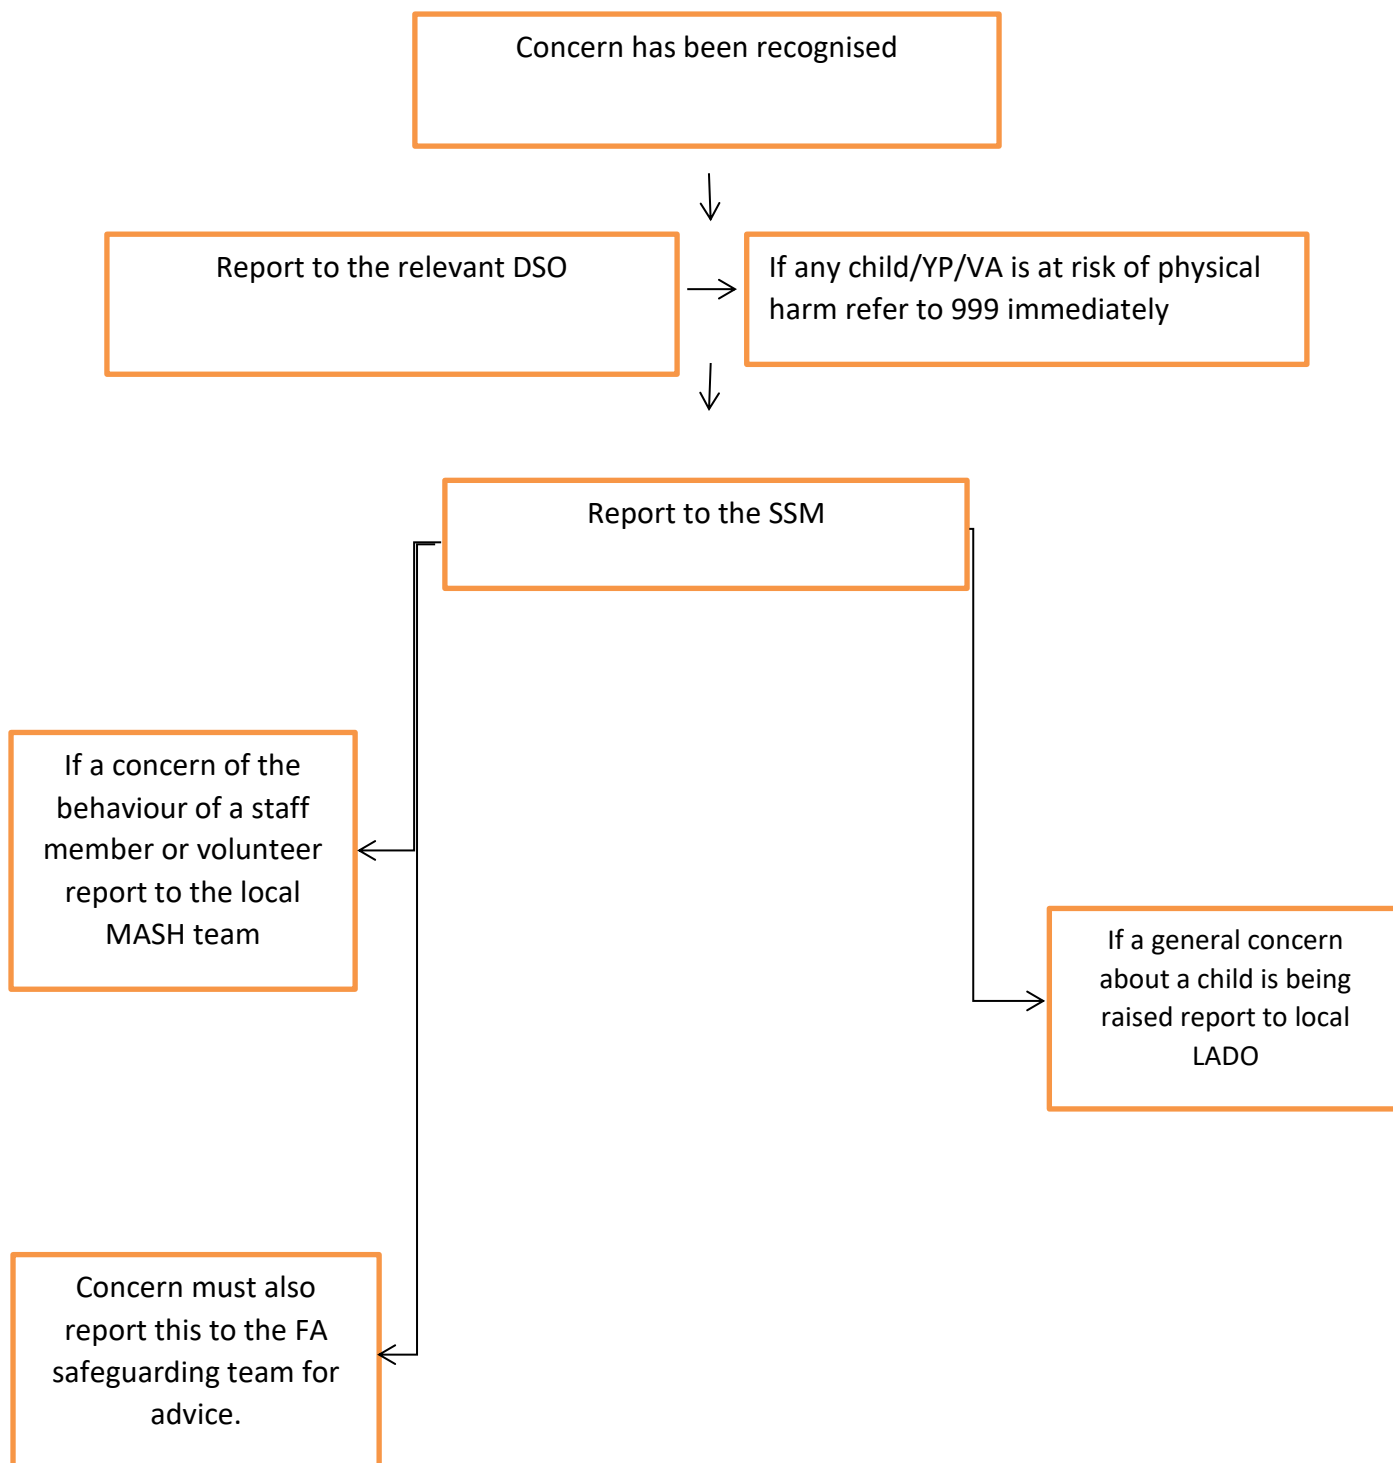 Concern has been recognised
Report to the relevant DSO
If any child/YP/VA is at risk of physical
harm refer to 999 immediately
Report to the SSM
If a concern of the
behaviour of a staff
member or volunteer
report to the local
MASH team
If a general concern
about a child is being
raised report to local
LADO
Concern must also
report this to the FA
safeguarding team for
advice.